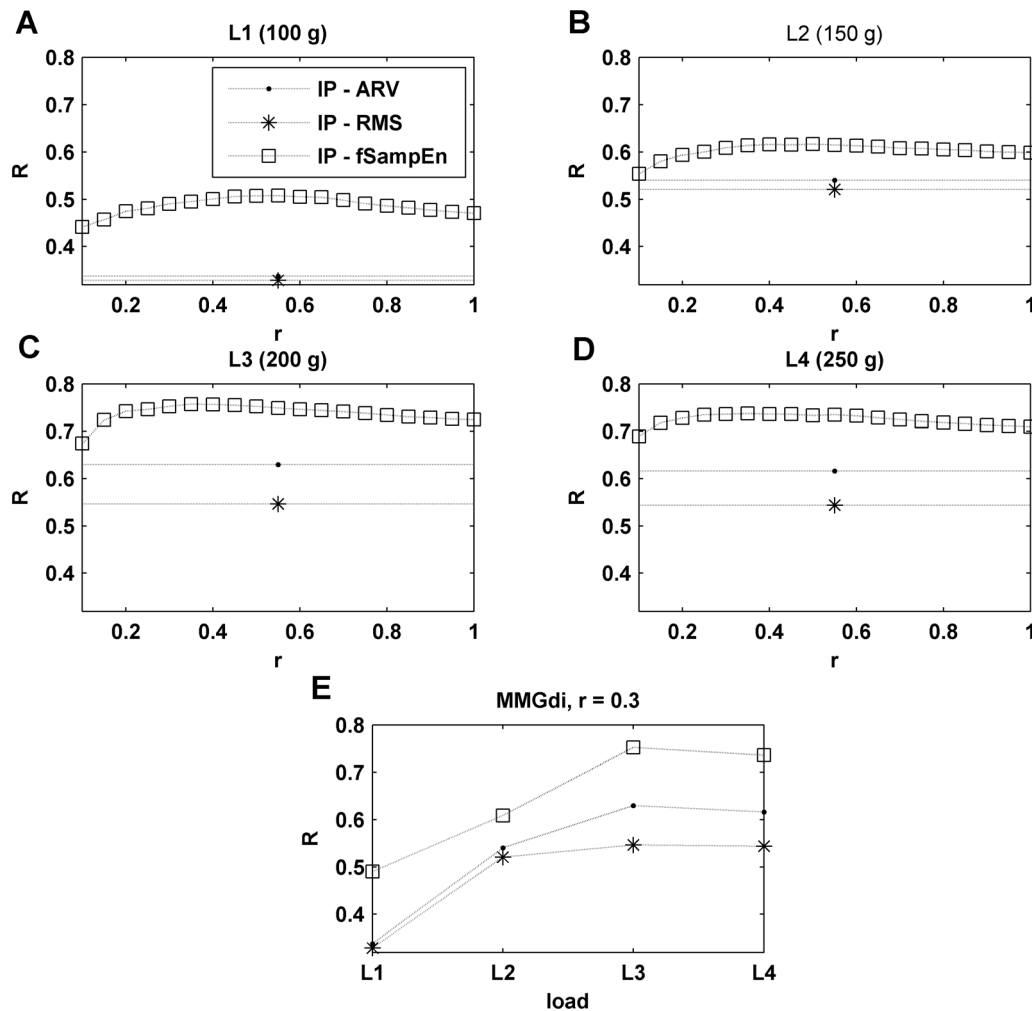 A
L1 (100 g)
0.8
0.7
0.6
0.5
0.4
R
0.2
0.4
0.6
0.8
1
r
IP - ARV
IP - RMS
IP - fSampEn
B
L2 (150 g)
0.8
0.7
0.6
0.5
0.4
R
0.2
0.4
0.6
0.8
1
r
C
L3 (200 g)
0.8
0.7
0.6
0.5
0.4
R
0.2
0.4
0.6
0.8
1
r
D
L4 (250 g)
0.8
0.7
0.6
0.5
0.4
R
0.2
0.4
0.6
0.8
1
r
E
MMGdi, r = 0.3
0.8
0.7
0.6
0.5
0.4
R
L1
L2
L3
L4
load